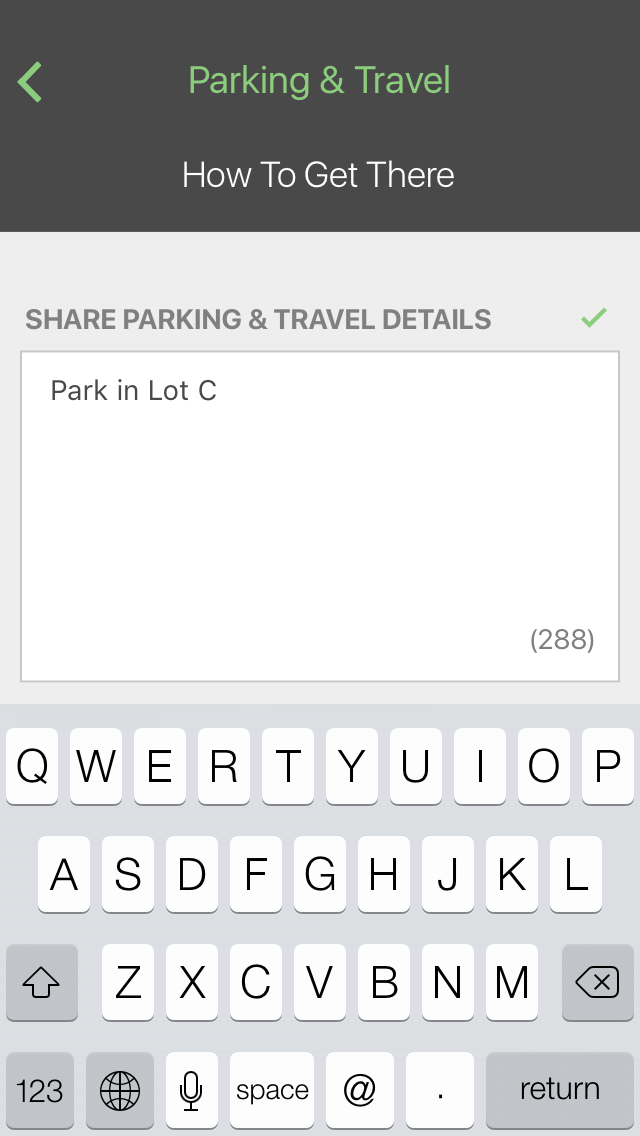 Parking & Travel
How To Get There
SHARE PARKING & TRAVEL DETAILS
Park in Lot C
(288)
Q W E R T Y U I O P
A S D F G H J K L
Z X C V B N M
123 space @ . return